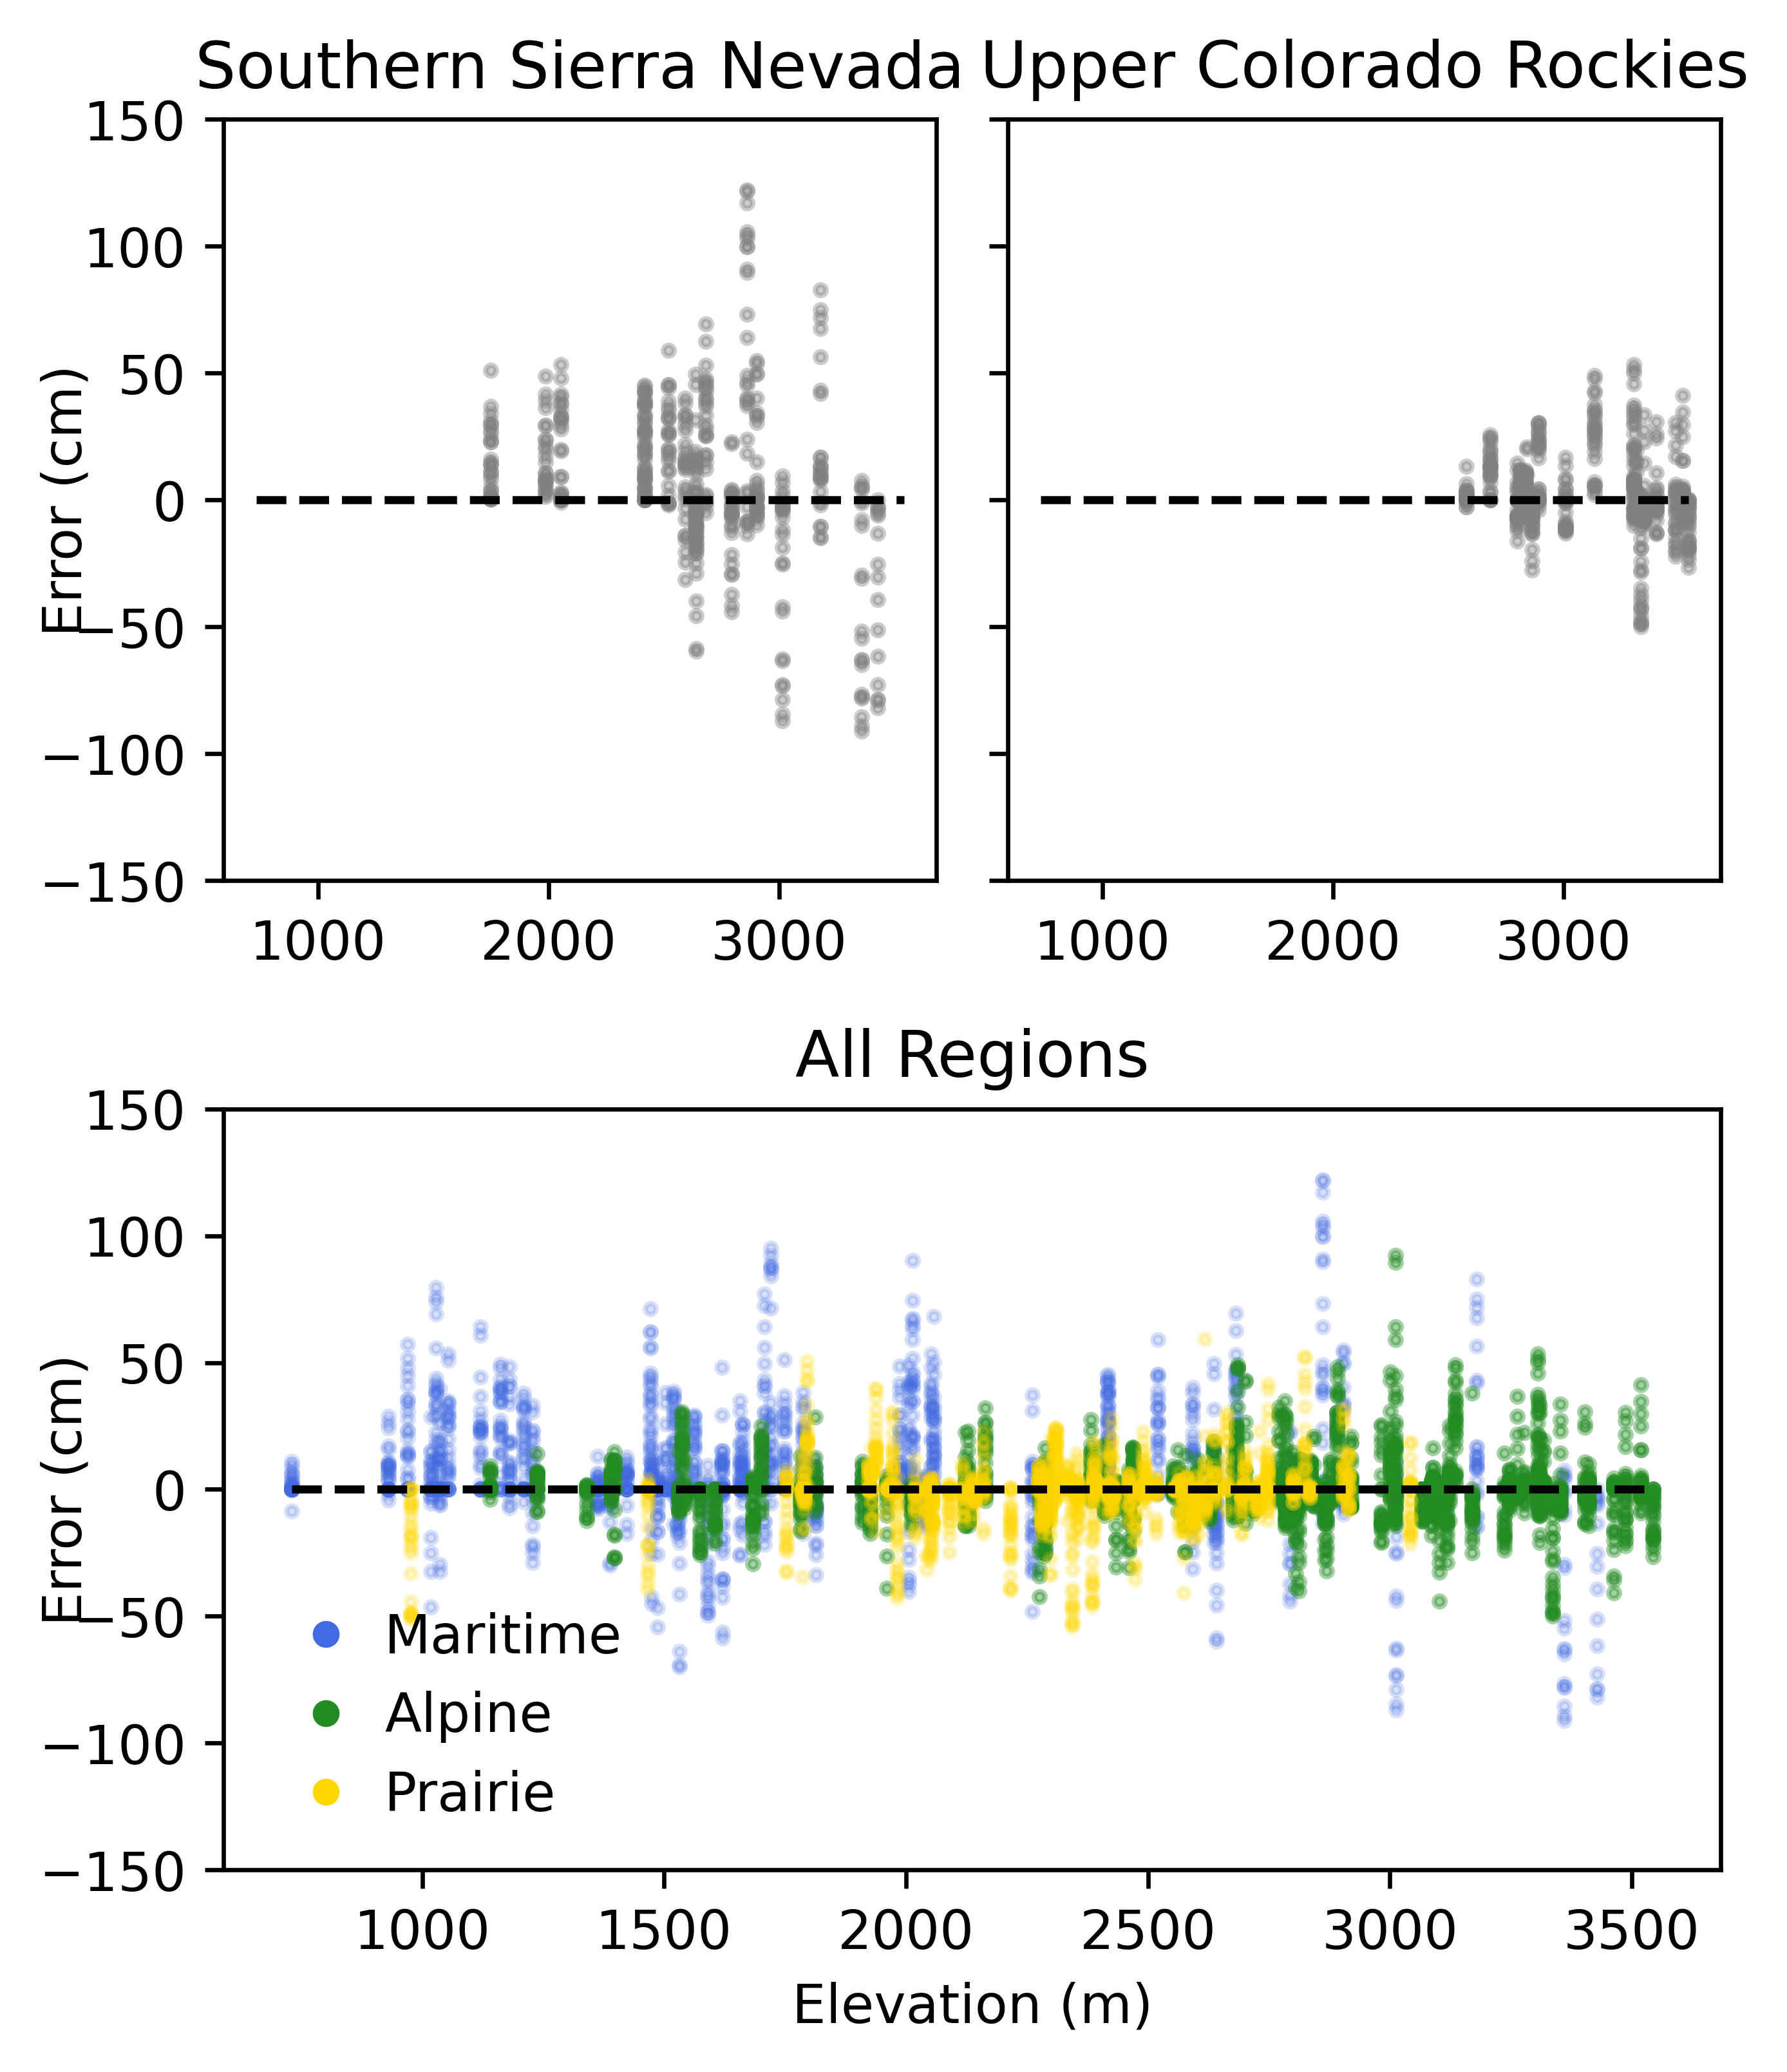 Southern Sierra Nevada Upper Colorado Rockies
150
100
50
0
−50
−100
−150
Error (cm)
1000 2000 3000
1000 2000 3000
All Regions
150
100
50
0
−50
−100
−150
Error (cm)
Maritime
Alpine
Prairie
1000 1500 2000 2500 3000 3500
Elevation (m)